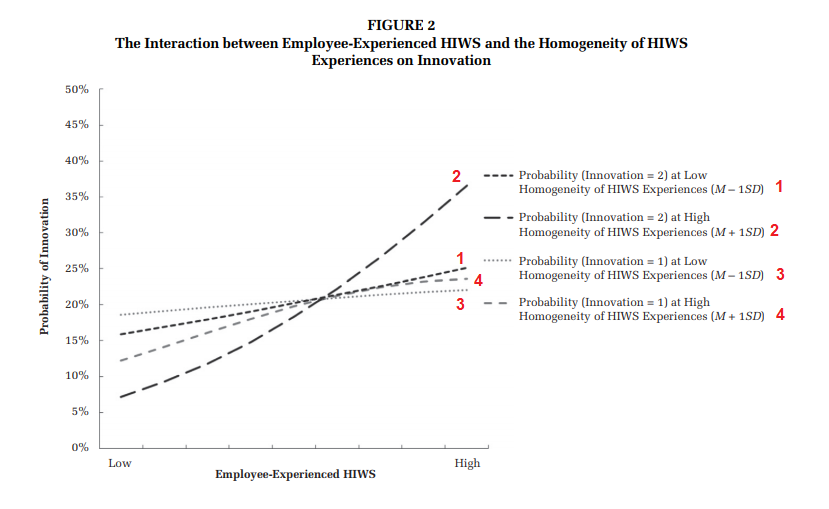 FIGURE 2
The Interaction between Employee-Experienced HIWS and the Homogeneity of HIWS
Experiences on Innovation
Probability of Innovation
50%
45%
40%
35%
30%
25%
20%
15%
10%
5%
0%
Low
High
Employee-Experienced HIWS
2
1
4
3
Probability (Innovation = 2) at Low
Homogeneity of HIWS Experiences (M – 1SD) 1
Probability (Innovation = 2) at High
Homogeneity of HIWS Experiences (M + 1SD) 2
Probability (Innovation = 1) at Low
Homogeneity of HIWS Experiences (M – 1SD) 3
Probability (Innovation = 1) at High
Homogeneity of HIWS Experiences (M + 1SD) 4